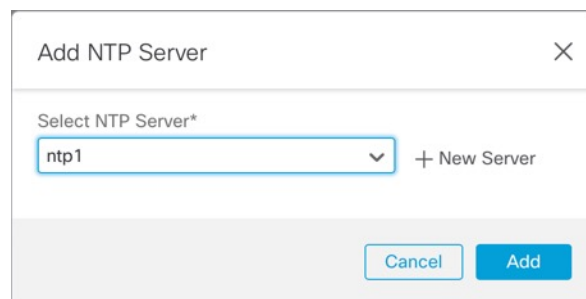 Add NTP Server
Select NTP Server*
ntp1
+ New Server
Cancel
Add